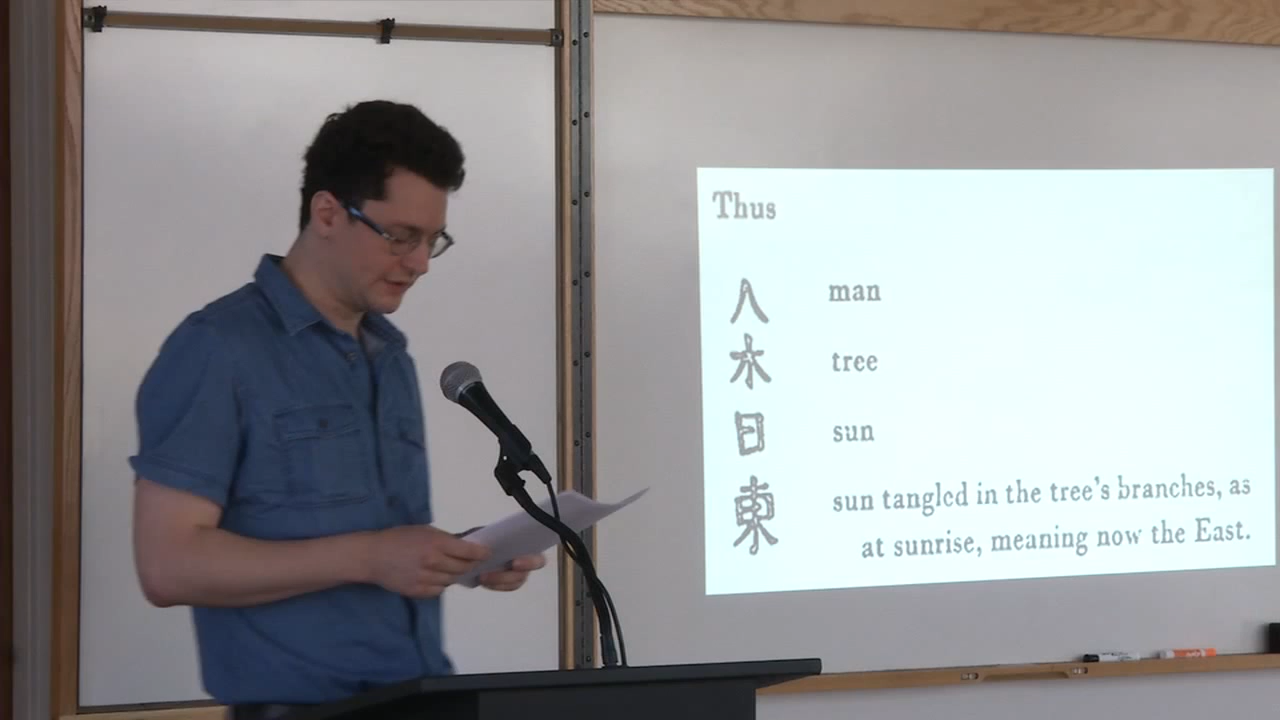 Thus
人 man
木 tree
日 sun
東 sun tangled in the tree's branches, as
at sunrise, meaning now the East.